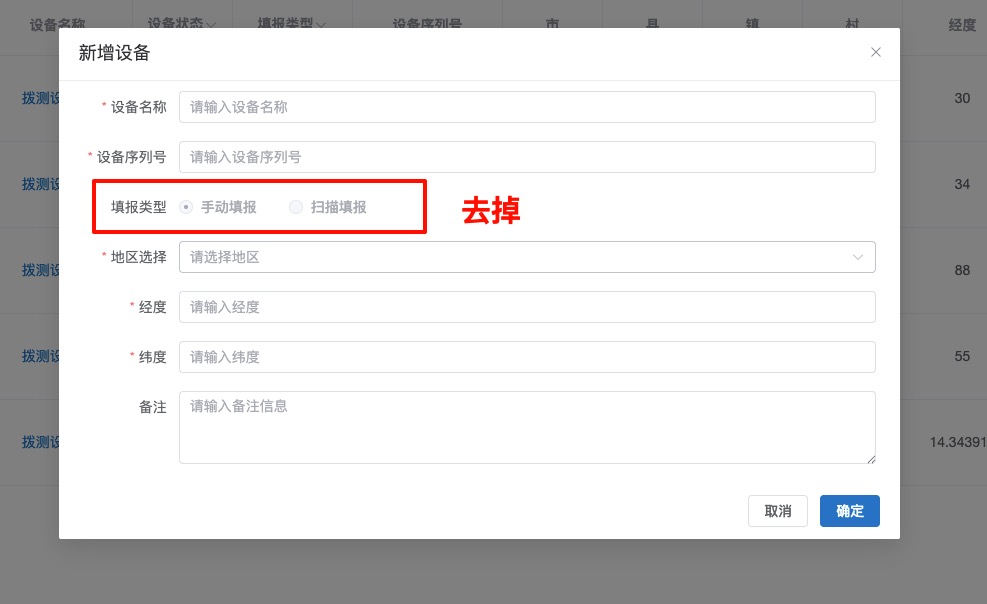 设备名称 设备状态 填报类型 设备序列号 市 县 镇 村 经度
新增设备
拨测设 30
* 设备名称 请输入设备名称
* 设备序列号 请输入设备序列号
拨测设 34
填报类型 手动填报 扫描填报 去掉
* 地区选择 请选择地区
拨测设 88
* 经度 请输入经度
* 纬度 请输入纬度
拨测设 55
备注 请输入备注信息
拨测设 14.34391
取消 确定